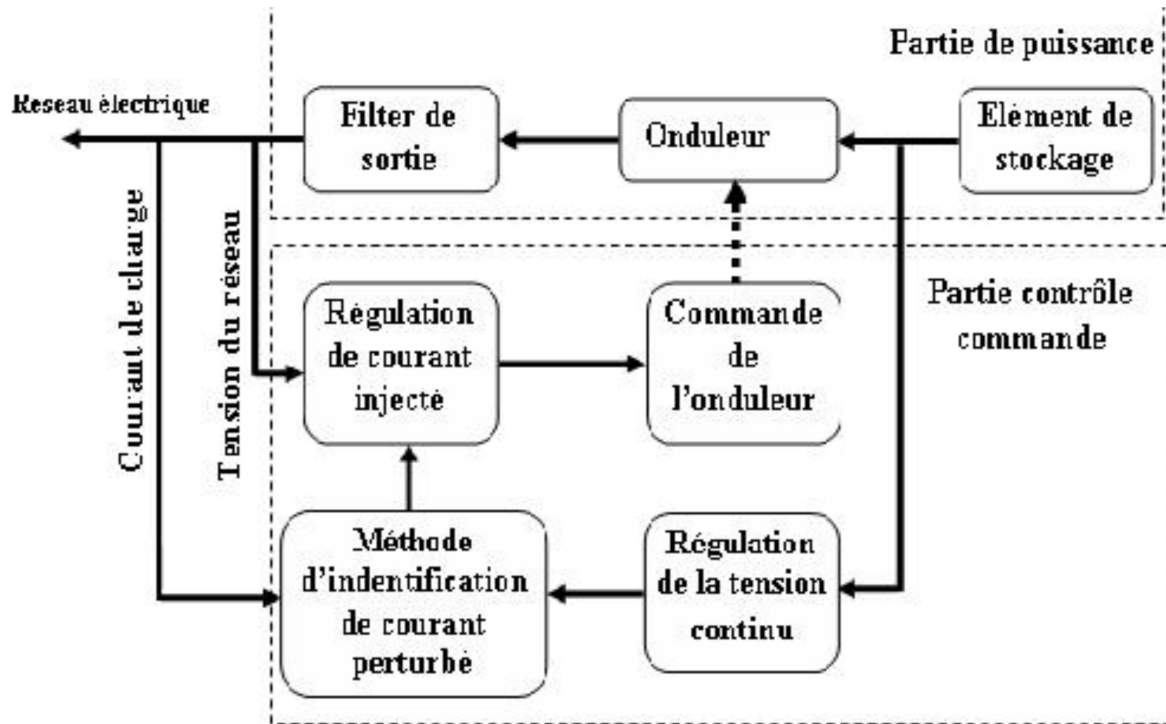 Partie de puissance
Reseau électrique
Filter de
sortie
Onduleur
Elément de
stockage
Courant de charge
Tension du réseau
Régulation
de courant
injecté
Commande
de
l'onduleur
Partie contrôle
commande
Méthode
d'indentification
de courant
perturbé
Régulation
de la tension
continu